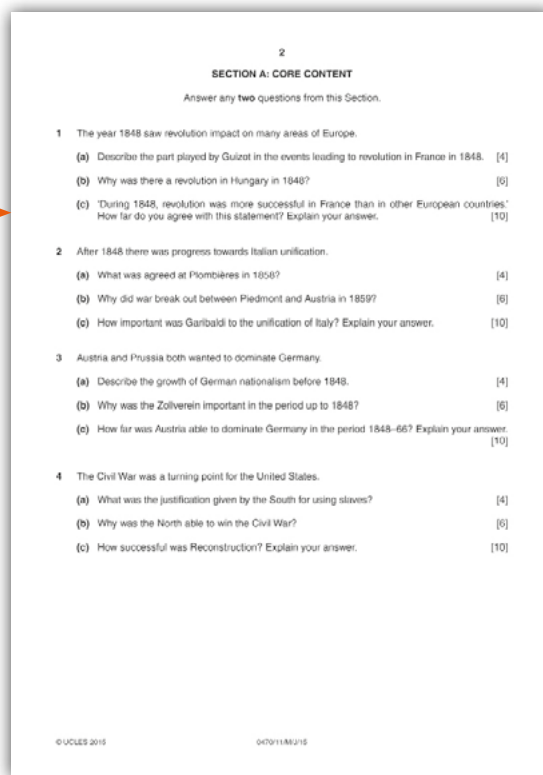 2
SECTION A: CORE CONTENT
Answer any two questions from this Section.
1 The year 1848 saw revolution impact on many areas of Europe.
(a) Describe the part played by Guizot in the events leading to revolution in France in 1848. [4]
(b) Why was there a revolution in Hungary in 1848? [6]
(c) 'During 1848, revolution was more successful in France than in other European countries.'
How far do you agree with this statement? Explain your answer. [10]
2 After 1848 there was progress towards Italian unification.
(a) What was agreed at Plombières in 1858? [4]
(b) Why did war break out between Piedmont and Austria in 1859? [6]
(c) How important was Garibaldi to the unification of Italy? Explain your answer. [10]
3 Austria and Prussia both wanted to dominate Germany.
(a) Describe the growth of German nationalism before 1848. [4]
(b) Why was the Zollverein important in the period up to 1848? [6]
(c) How far was Austria able to dominate Germany in the period 1848–66? Explain your answer.
[10]
4 The Civil War was a turning point for the United States.
(a) What was the justification given by the South for using slaves? [4]
(b) Why was the North able to win the Civil War? [6]
(c) How successful was Reconstruction? Explain your answer. [10]
© UCLES 2015 0470/11/M/J/15